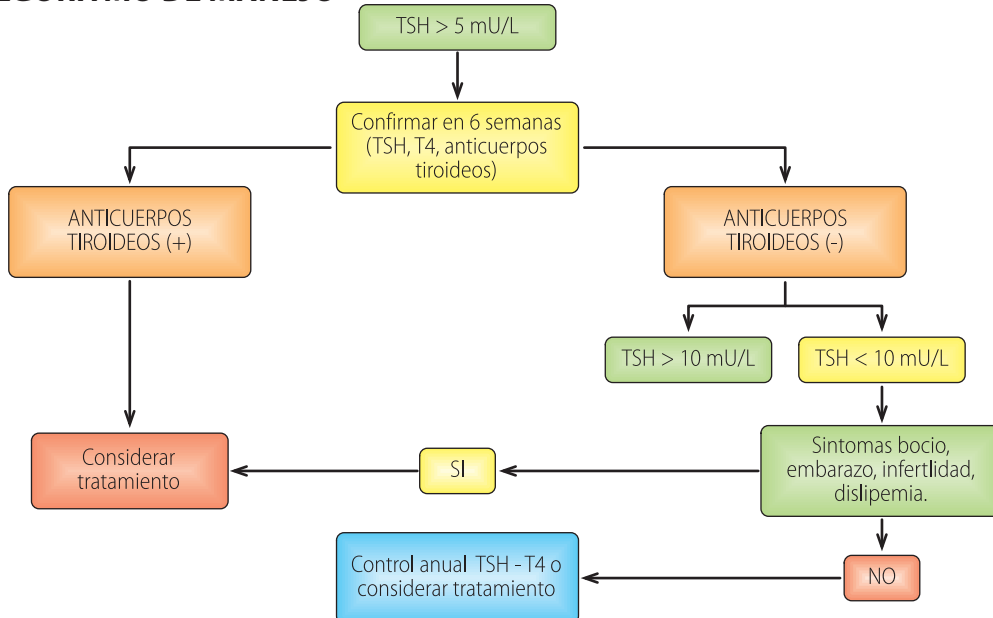 TSH > 5 mU/L
Confirmar en 6 semanas
(TSH, T4, anticuerpos
tiroideos)
ANTICUERPOS
TIROIDEOS (+)
ANTICUERPOS
TIROIDEOS (-)
TSH > 10 mU/L
TSH < 10 mU/L
Considerar
tratamiento
SI
Sintomas bocio,
embarazo, infertlidad,
dislipemia.
Control anual TSH - T4 o
considerar tratamiento
NO